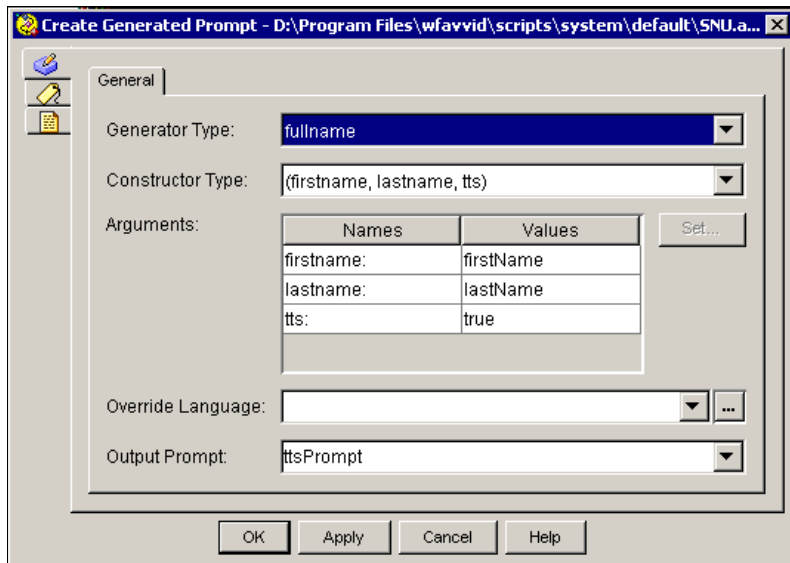 Create Generated Prompt - D:\Program Files\wfavvid\scripts\system\default\SNU.a...
General
Generator Type: fullname
Constructor Type: (firstname, lastname, tts)
Arguments: Names Values Set...
firstname: firstName
lastname: lastName
tts: true
Override Language: ...
Output Prompt: ttsPrompt
OK Apply Cancel Help